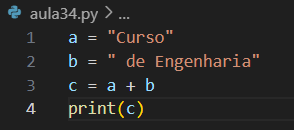 aula34.py > ...
1 a = "Curso"
2 b = " de Engenharia"
3 c = a + b
4 print(c)